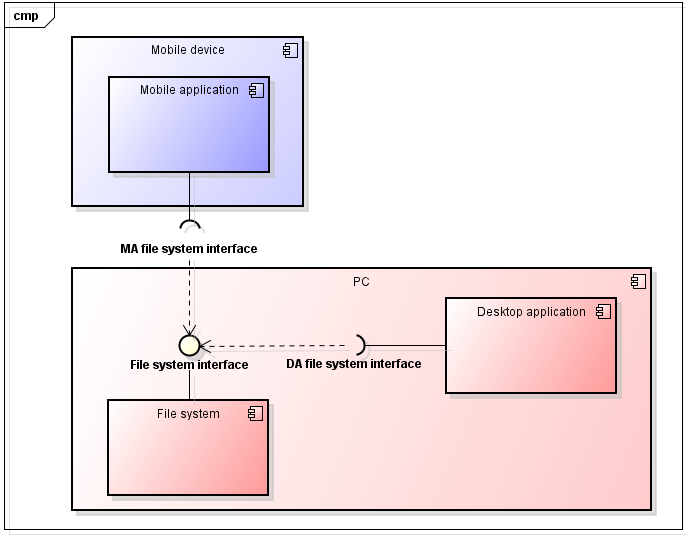 cmp
Mobile device
Mobile application
MA file system interface
PC
Desktop application
File system interface
DA file system interface
File system